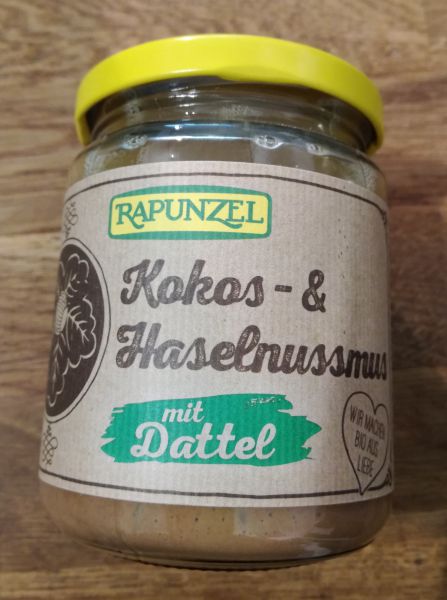 RAPUNZEL
Kokos - &
Haselnussmus
mit
Dattel
WIR MACHEN
BIO AUS
LIEBE